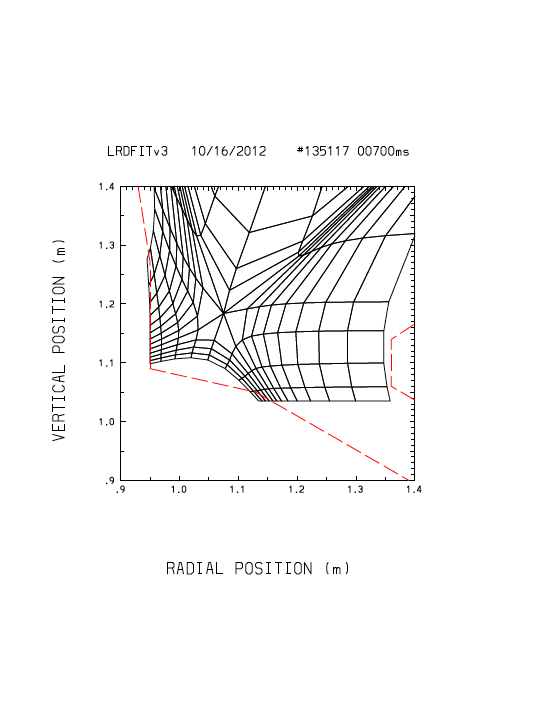 LRDFITv3 10/16/2012 #135117 00700ms
1.4
1.3
1.2
1.1
1.0
.9
VERTICAL POSITION (m)
.9 1.0 1.1 1.2 1.3 1.4
RADIAL POSITION (m)